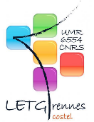 UMR
6554
CNRS
LETG rennes
costel